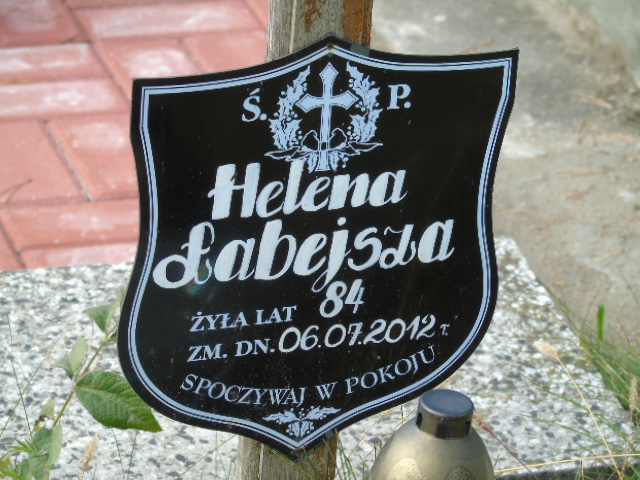 Ś. P.
Helena
Łabejsza
ŻYŁA LAT 84
ZM. DN. 06.07.2012 r.
SPOCZYWAJ W POKOJU